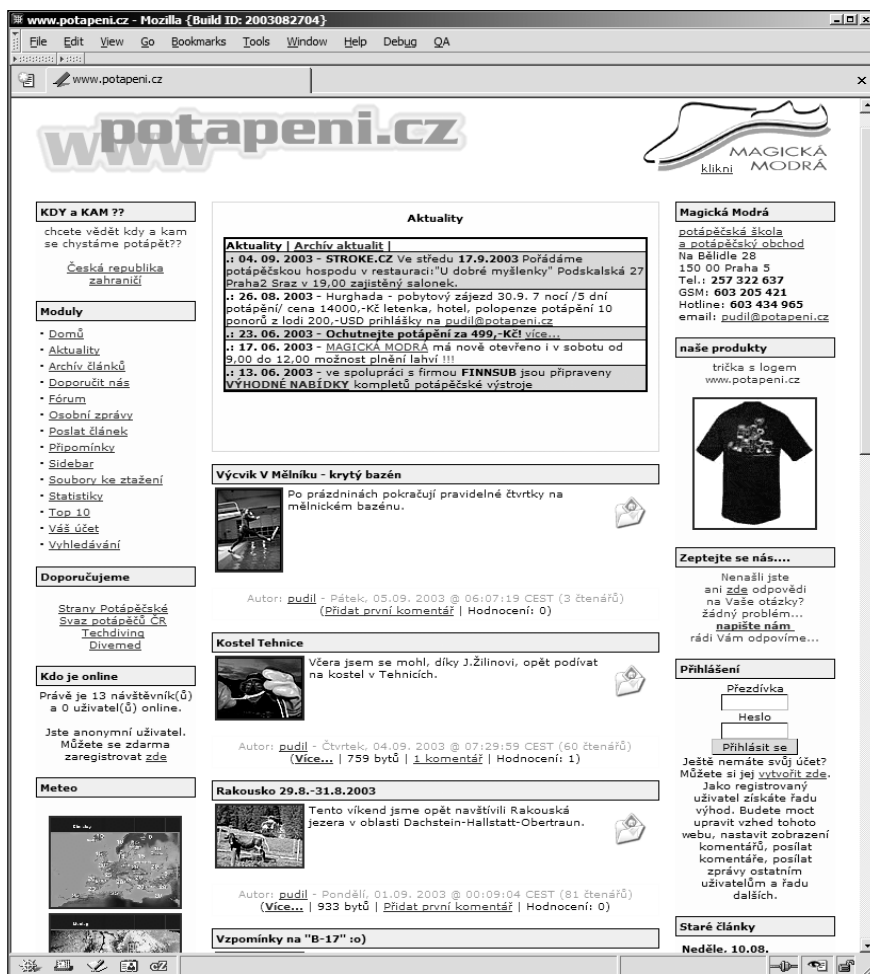 www.potapeni.cz - Mozilla {Build ID: 2003082704}
File Edit View Go Bookmarks Tools Window Help Debug QA
www.potapeni.cz
www
potapeni.cz
MAGICKÁ
MODRÁ
klikni
KDY a KAM ??
chcete vědět kdy a kam
se chystáme potápět??
Česká republika
zahraničí
Moduly
· Domů
· Aktuality
· Archív článků
· Doporučit nás
· Fórum
· Osobní zprávy
· Poslat článek
· Připomínky
· Sidebar
· Soubory ke ztažení
· Statistiky
· Top 10
· Váš účet
· Vyhledávání
Doporučujeme
Strany Potápěčské
Svaz potápěčů ČR
Techdiving
Divemed
Kdo je online
Právě je 13 návštěvník(ů)
a 0 uživatel(ů) online.
Jste anonymní uživatel.
Můžete se zdarma
zaregistrovat zde
Meteo
Aktuality
Aktuality | Archív aktualit |
.: 04. 09. 2003 - STROKE.CZ Ve středu 17.9.2003 Pořádáme
potápěčskou hospodu v restauraci:"U dobré myšlenky" Podskalská 27
Praha2 Sraz v 19,00 zajistěný salonek.
.: 26. 08. 2003 - Hurghada - pobytový zájezd 30.9. 7 nocí /5 dní
potápění/ cena 14000,-Kč letenka, hotel, polopenze potápění 10
ponorů z lodi 200,-USD prihlášky na pudil@potapeni.cz
.: 23. 06. 2003 - Ochutnejte potápění za 499,-Kč! více...
.: 17. 06. 2003 - MAGICKÁ MODRÁ má nově otevřeno i v sobotu od
9,00 do 12,00 možnost plnění lahví !!!
.: 13. 06. 2003 - ve spolupráci s firmou FINNSUB jsou připraveny
VÝHODNÉ NABÍDKY kompletů potápěčské výstroje
Výcvik V Mělníku - krytý bazén
Po prázdninách pokračují pravidelné čtvrtky na
mělnickém bazénu.
Autor: pudil - Pátek, 05.09. 2003 @ 06:07:19 CEST (3 čtenářů)
(Přidat první komentář | Hodnocení: 0)
Kostel Tehnice
Včera jsem se mohl, díky J.Žilinovi, opět podívat
na kostel v Tehnicích.
Autor: pudil - Čtvrtek, 04.09. 2003 @ 07:29:59 CEST (60 čtenářů)
(Více... | 759 bytů | 1 komentář | Hodnocení: 1)
Rakousko 29.8.-31.8.2003
Tento víkend jsme opět navštívili Rakouská
jezera v oblasti Dachstein-Hallstatt-Obertraun.
Autor: pudil - Pondělí, 01.09. 2003 @ 00:09:04 CEST (81 čtenářů)
(Více... | 933 bytů | Přidat první komentář | Hodnocení: 0)
Vzpomínky na "B-17" :o)
Magická Modrá
potápěčská škola
a potápěčský obchod
Na Bělidle 28
150 00 Praha 5
Tel.: 257 322 637
GSM: 603 205 421
Hotline: 603 434 965
email: pudil@potapeni.cz
naše produkty
trička s logem
www.potapeni.cz
Zeptejte se nás....
Nenašli jste
ani zde odpovědi
na Vaše otázky?
žádný problém...
napište nám
rádi Vám odpovíme...
Přihlášení
Přezdívka
Heslo
Přihlásit se
Ještě nemáte svůj účet?
Můžete si jej vytvořit zde.
Jako registrovaný
uživatel získáte řadu
výhod. Budete moct
upravit vzhed tohoto
webu, nastavit zobrazení
komentářů, posílat
komentáře, posílat
zprávy ostatním
uživatelům a řadu
dalších.
Staré články
Neděle, 10.08.